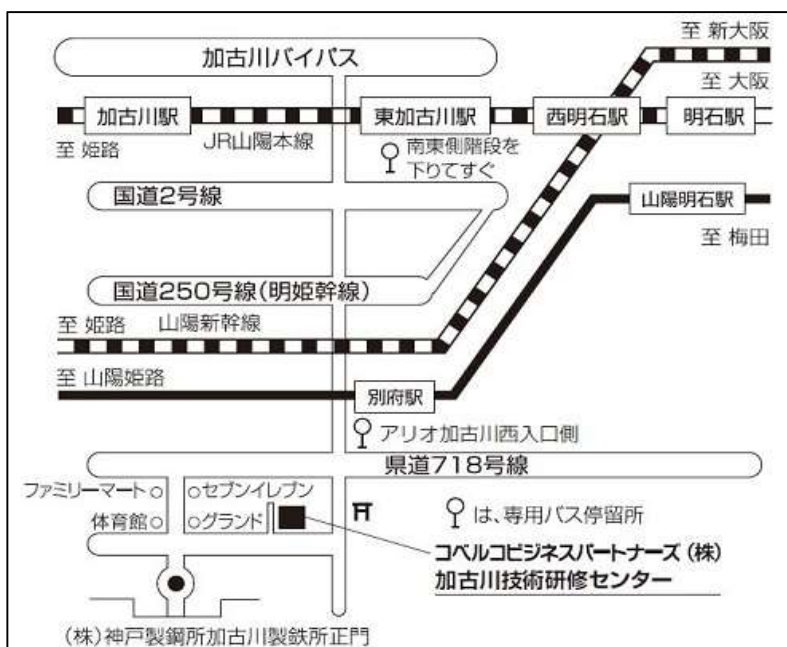 至 新大阪
加古川バイパス
至 大阪
加古川駅
東加古川駅
西明石駅
明石駅
至 姫路
JR山陽本線
南東側階段を
下りてすぐ
国道2号線
山陽明石駅
至 梅田
国道250号線(明姫幹線)
至 姫路
山陽新幹線
至 山陽姫路
別府駅
アリオ加古川西入口側
県道718号線
ファミリーマート
セブンイレブン
体育館
グランド
は、専用バス停留所
コベルコビジネスパートナーズ (株)
加古川技術研修センター
(株)神戸製鋼所加古川製鉄所正門